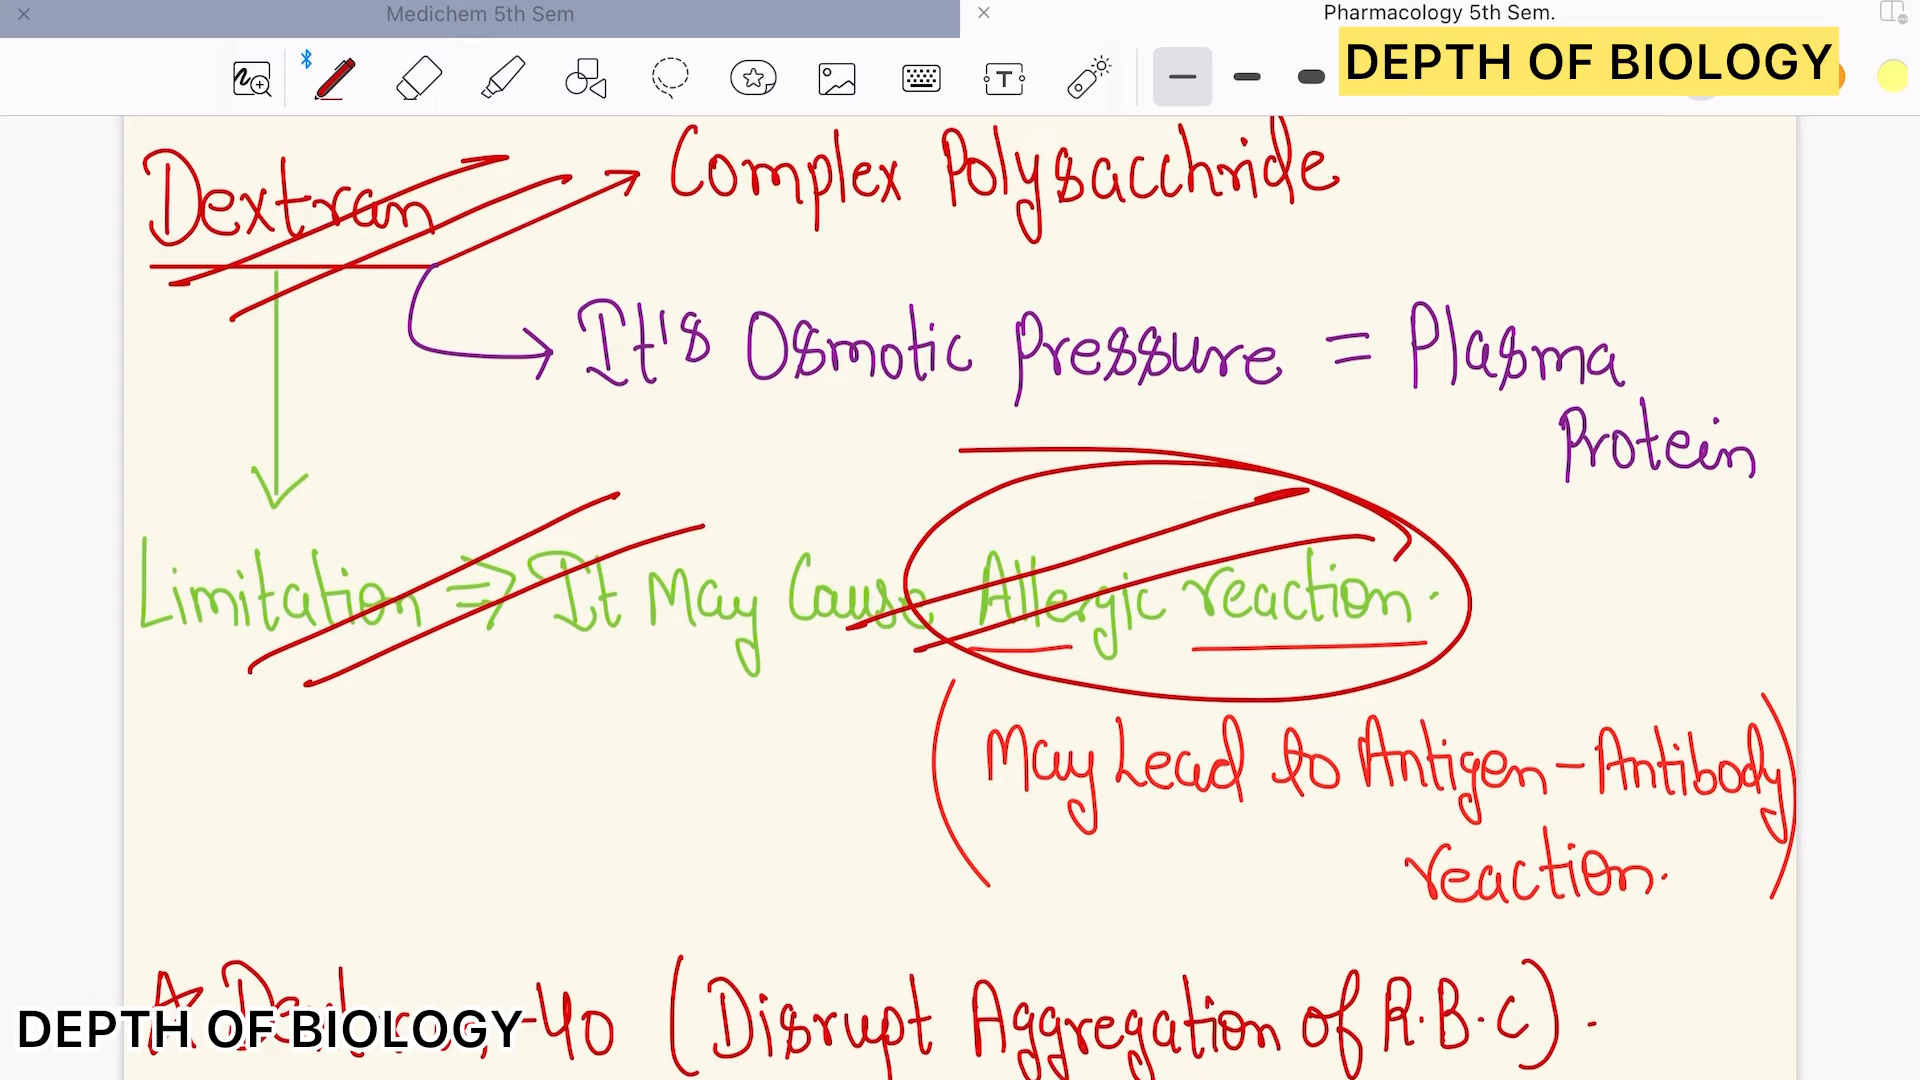 Medichem 5th Sem
Pharmacology 5th Sem.
DEPTH OF BIOLOGY
Dextran → Complex Polysacchride
It's Osmotic Pressure = Plasma
Protein
Limitation ⇒ It May Cause Allergic reaction.
(May Lead to Antigen-Antibody
reaction.)
-40 (Disrupt Aggregation of R.B.C).
DEPTH OF BIOLOGY